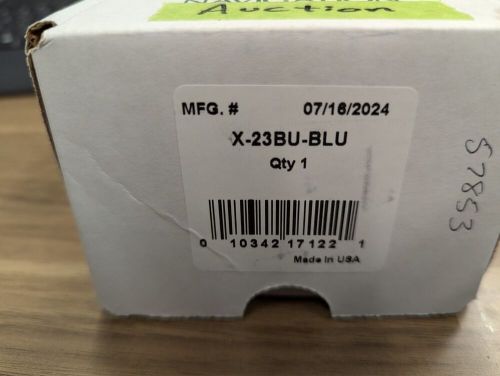 Auction
MFG. # 07/16/2024
X-23BU-BLU
Qty 1
0 10342 17122 1
Made In USA
57853